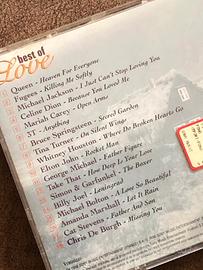 best of
Love
Queen - Heaven For Everyone
Fugees - Killing Me Softly
Michael Jackson - I Just Can't Stop Loving You
Celine Dion - Because You Loved Me
Mariah Carey - Open Arms
3T - Anything
Bruce Springsteen - Secret Garden
Tina Turner - On Silent Wings
Whitney Houston - Where Do Broken Hearts Go
Elton John - Rocket Man
George Michael - Father Figure
Take That - How Deep Is Your Love
Simon & Garfunkel - The Boxer
Billy Joel - Leningrad
Michael Bolton - A Love So Beautiful
Amanda Marshall - Let It Rain
Cat Stevens - Father And Son
Chris De Burgh - Missing You